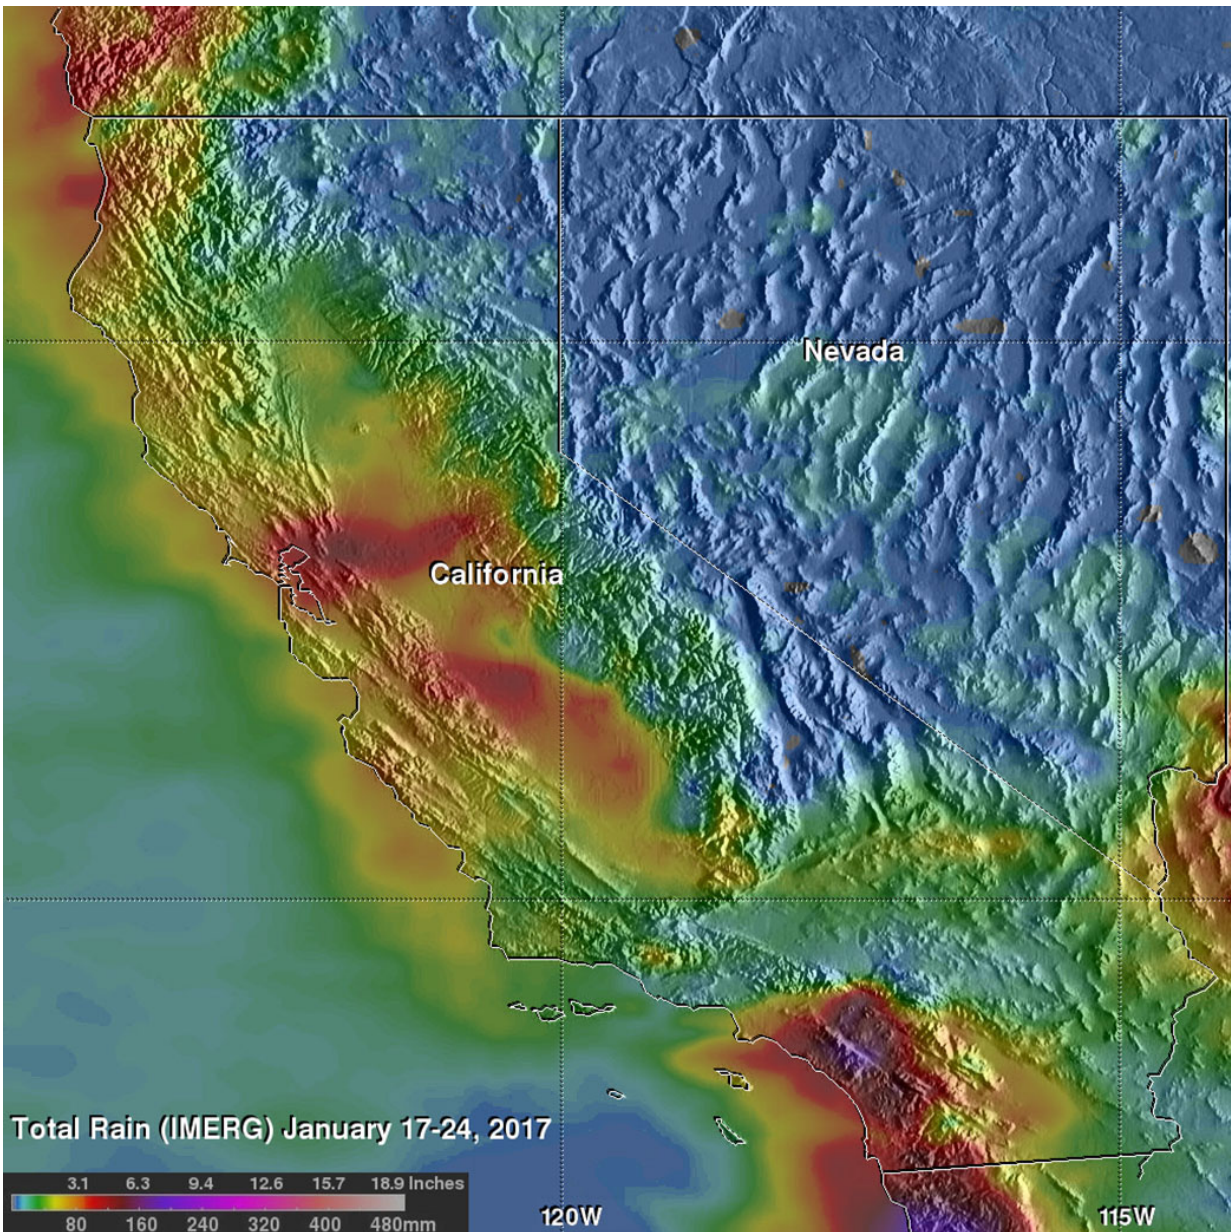 Nevada
California
Total Rain (IMERG) January 17-24, 2017
3.1 6.3 9.4 12.6 15.7 18.9 Inches
80 160 240 320 400 480mm
120W 115W